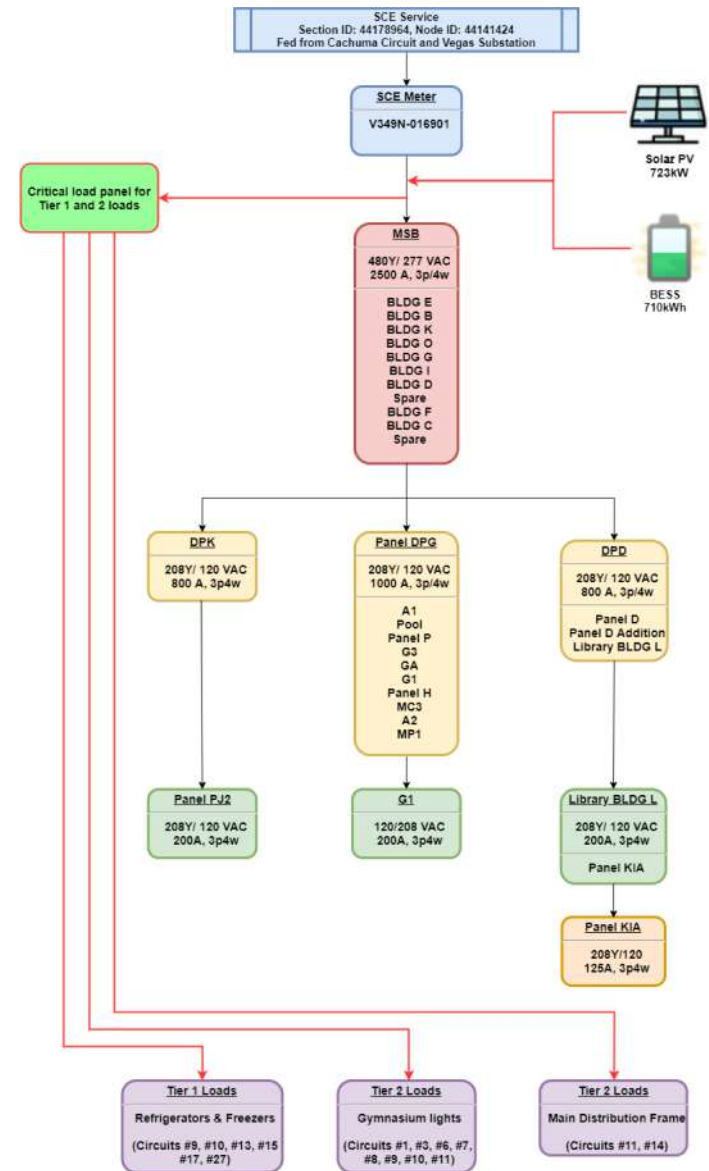 SCE Service
Section ID: 44178964, Node ID: 44141424
Fed from Cachuma Circuit and Vegas Substation
SCE Meter
V349N-016901
Solar PV
723kW
Critical load panel for
Tier 1 and 2 loads
BESS
710kWh
MSB
480Y/ 277 VAC
2500 A, 3p/4w
BLDG E
BLDG B
BLDG K
BLDG O
BLDG G
BLDG I
BLDG D
Spare
BLDG F
BLDG C
Spare
DPK
208Y/ 120 VAC
800 A, 3p4w
Panel DPG
208Y/ 120 VAC
1000 A, 3p/4w
A1
Pool
Panel P
G3
GA
G1
Panel H
MC3
A2
MP1
DPD
208Y/ 120 VAC
800 A, 3p/4w
Panel D
Panel D Addition
Library BLDG L
Panel PJ2
208Y/ 120 VAC
200A, 3p4w
G1
120/208 VAC
200A, 3p4w
Library BLDG L
208Y/ 120 VAC
200A, 3p4w
Panel KIA
Panel KIA
208Y/120
125A, 3p4w
Tier 1 Loads
Refrigerators & Freezers
(Circuits #9, #10, #13, #15
#17, #27)
Tier 2 Loads
Gymnasium lights
(Circuits #1, #3, #6, #7,
#8, #9, #10, #11)
Tier 2 Loads
Main Distribution Frame
(Circuits #11, #14)